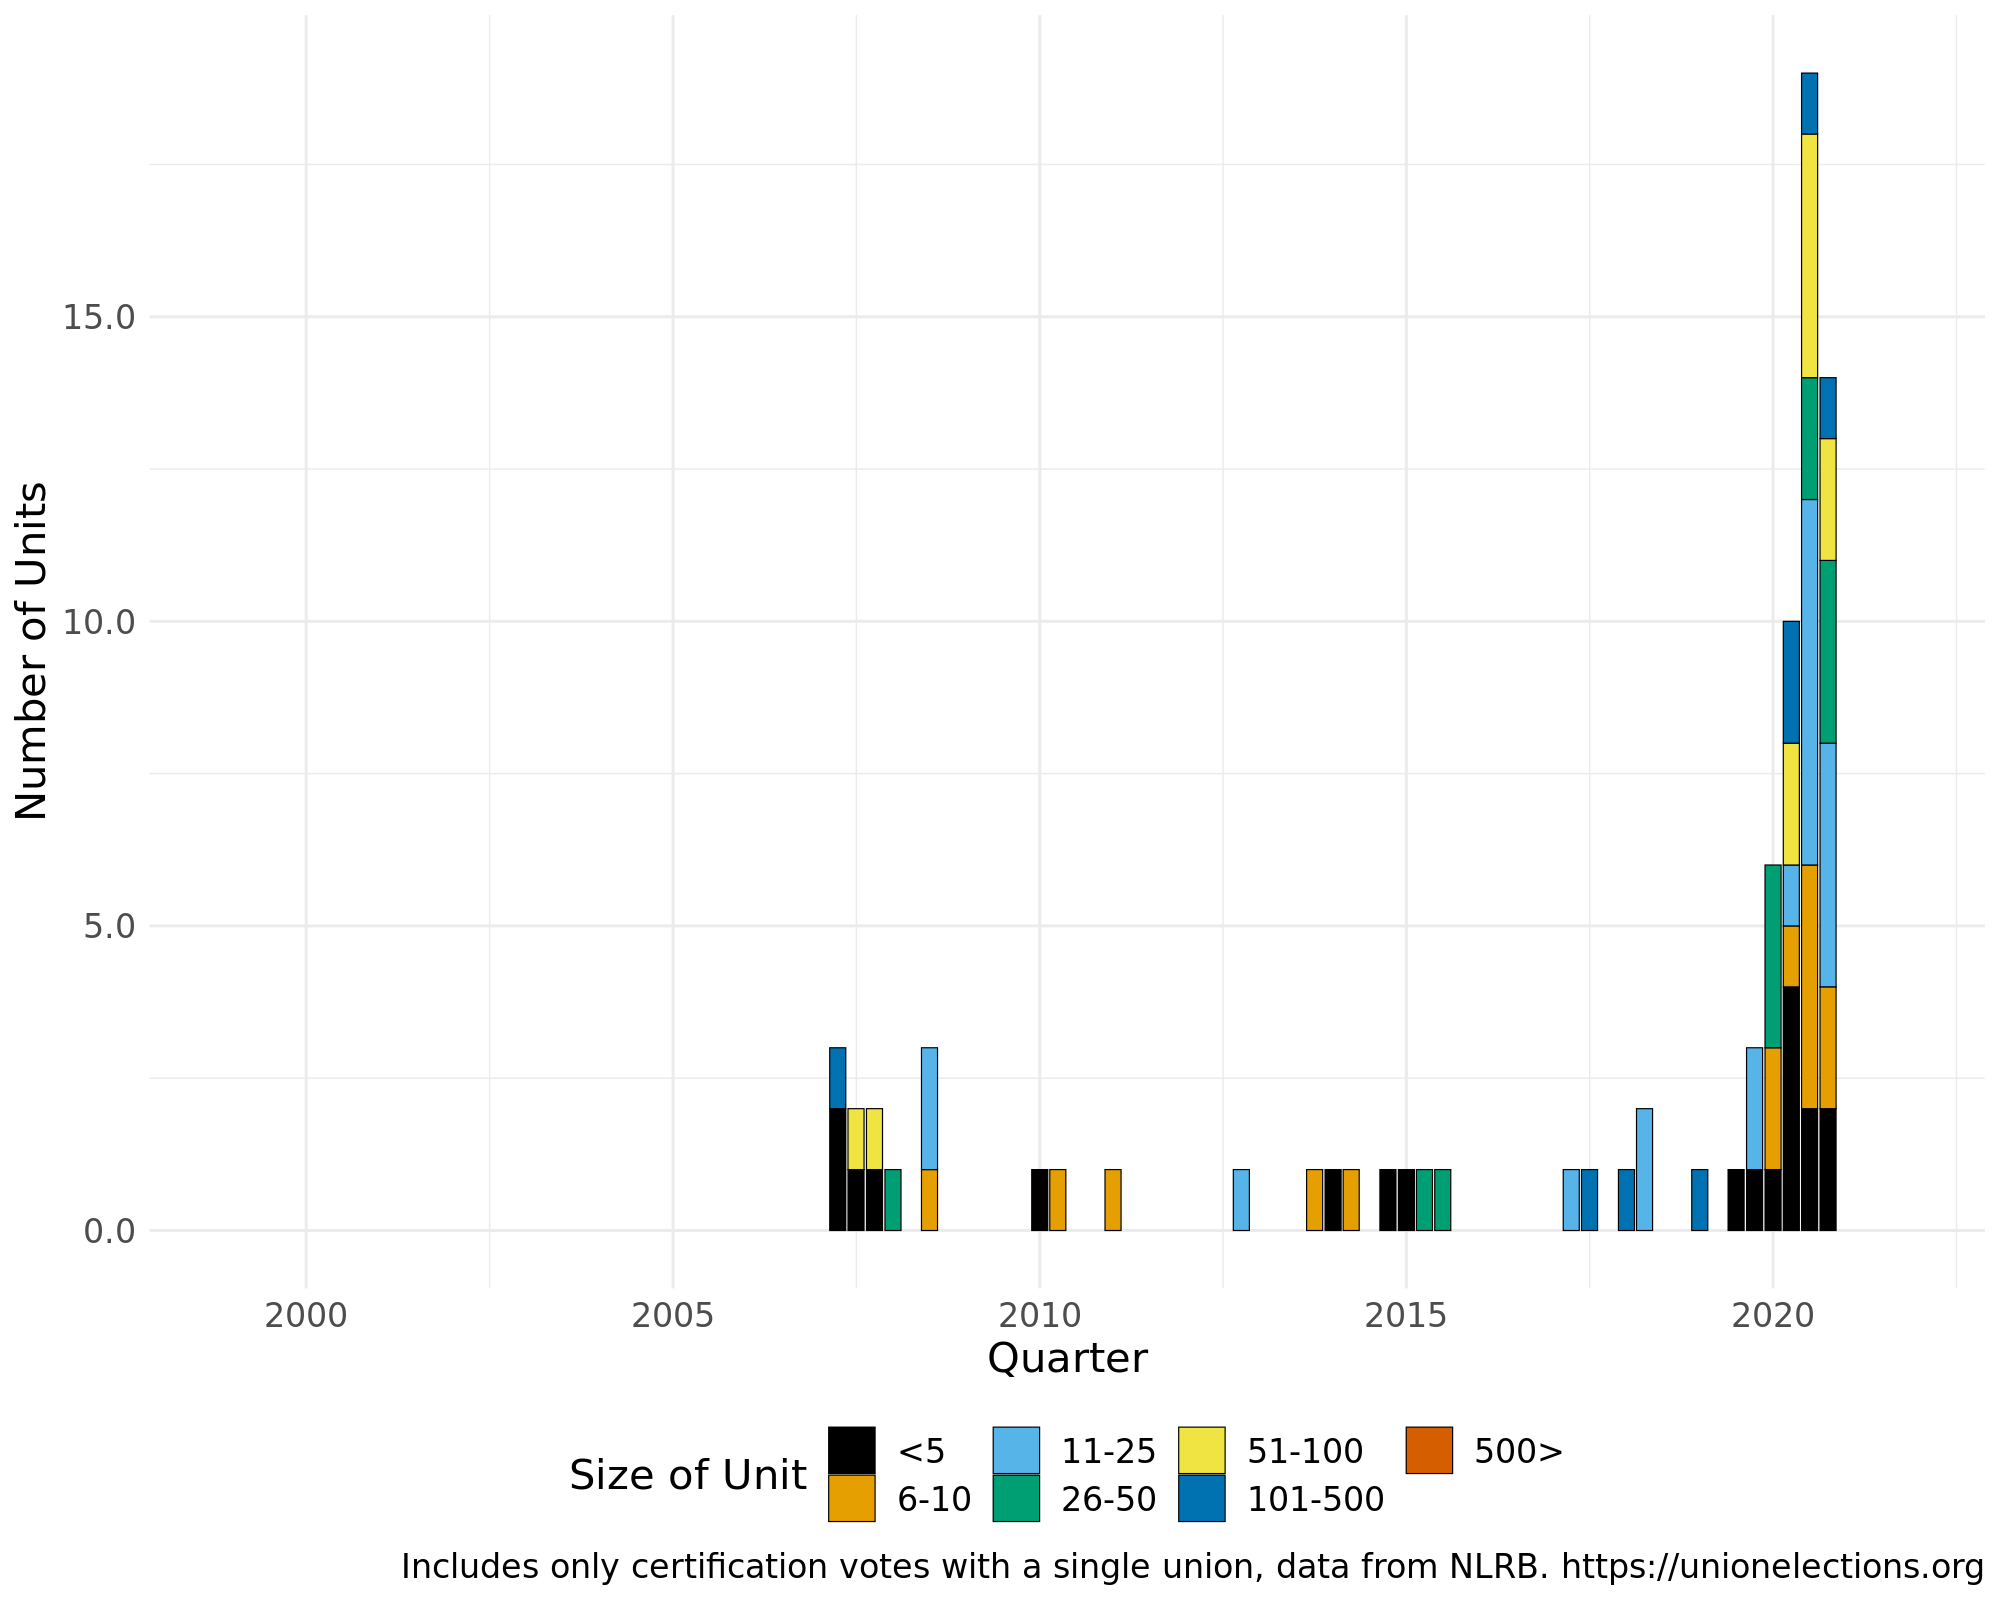 Number of Units
15.0
10.0
5.0
0.0
2000 2005 2010 2015 2020
Quarter
Size of Unit
<5 11-25 51-100 500>
6-10 26-50 101-500
Includes only certification votes with a single union, data from NLRB. https://unionelections.org